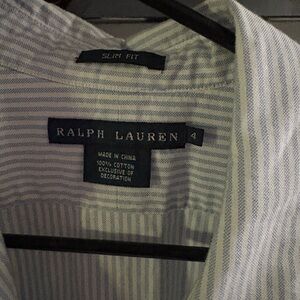 SLIM FIT
RALPH LAUREN 4
MADE IN CHINA
100% COTTON
EXCLUSIVE OF
DECORATION